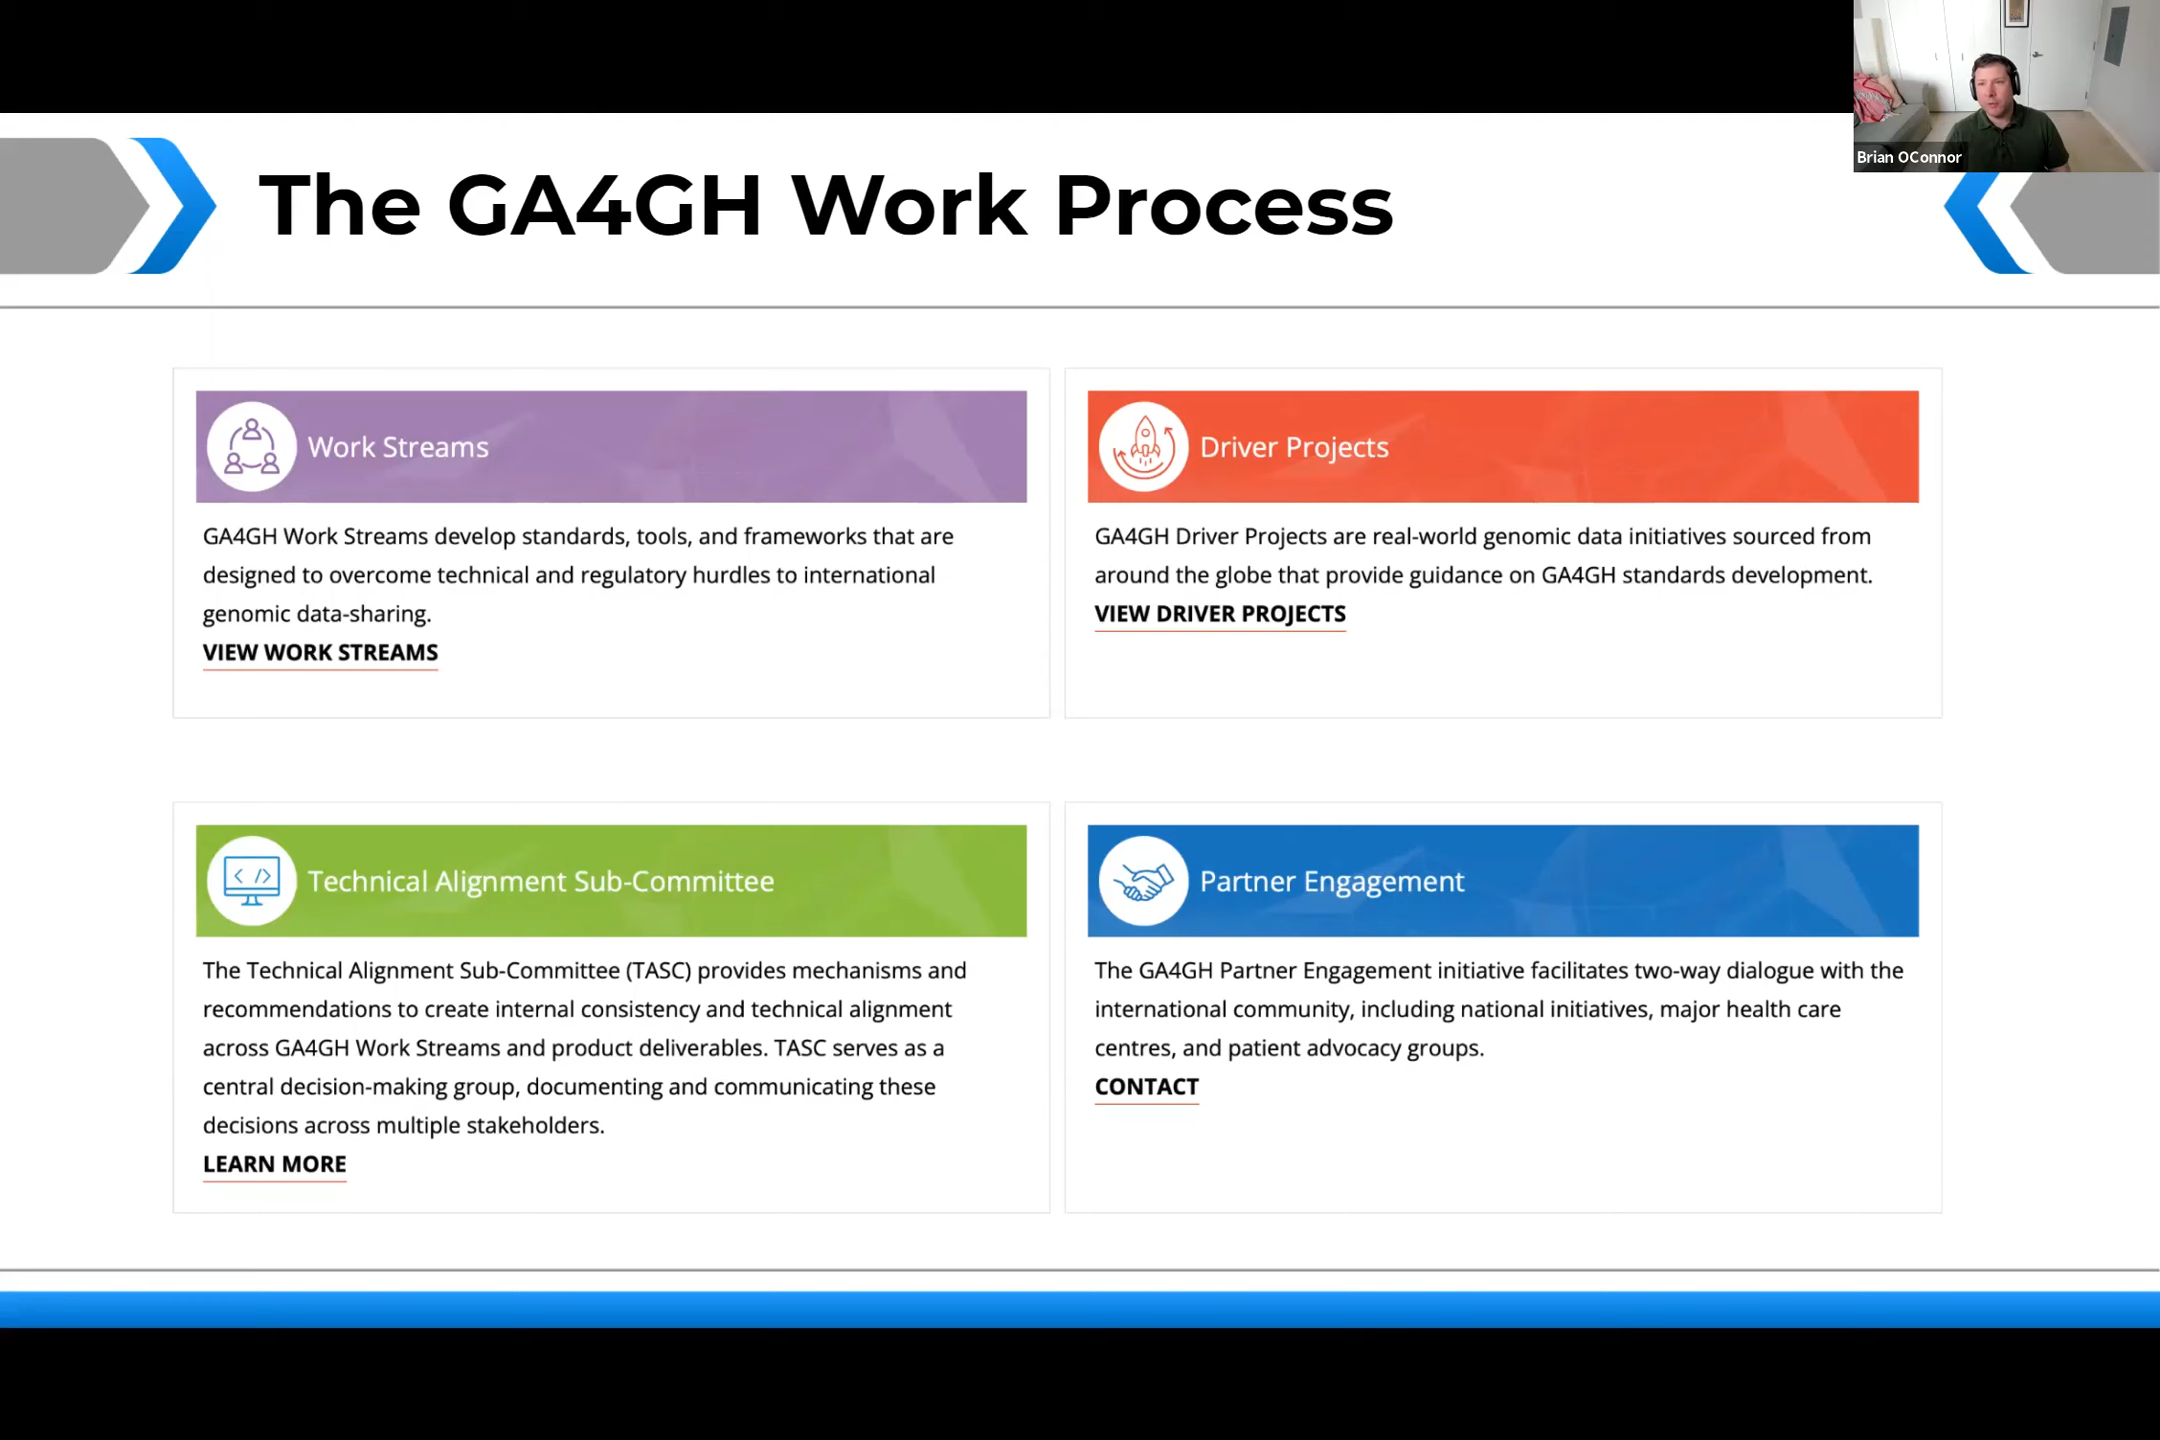 Brian OConnor
The GA4GH Work Process
Work Streams
GA4GH Work Streams develop standards, tools, and frameworks that are
designed to overcome technical and regulatory hurdles to international
genomic data-sharing.
VIEW WORK STREAMS
Driver Projects
GA4GH Driver Projects are real-world genomic data initiatives sourced from
around the globe that provide guidance on GA4GH standards development.
VIEW DRIVER PROJECTS
Technical Alignment Sub-Committee
The Technical Alignment Sub-Committee (TASC) provides mechanisms and
recommendations to create internal consistency and technical alignment
across GA4GH Work Streams and product deliverables. TASC serves as a
central decision-making group, documenting and communicating these
decisions across multiple stakeholders.
LEARN MORE
Partner Engagement
The GA4GH Partner Engagement initiative facilitates two-way dialogue with the
international community, including national initiatives, major health care
centres, and patient advocacy groups.
CONTACT